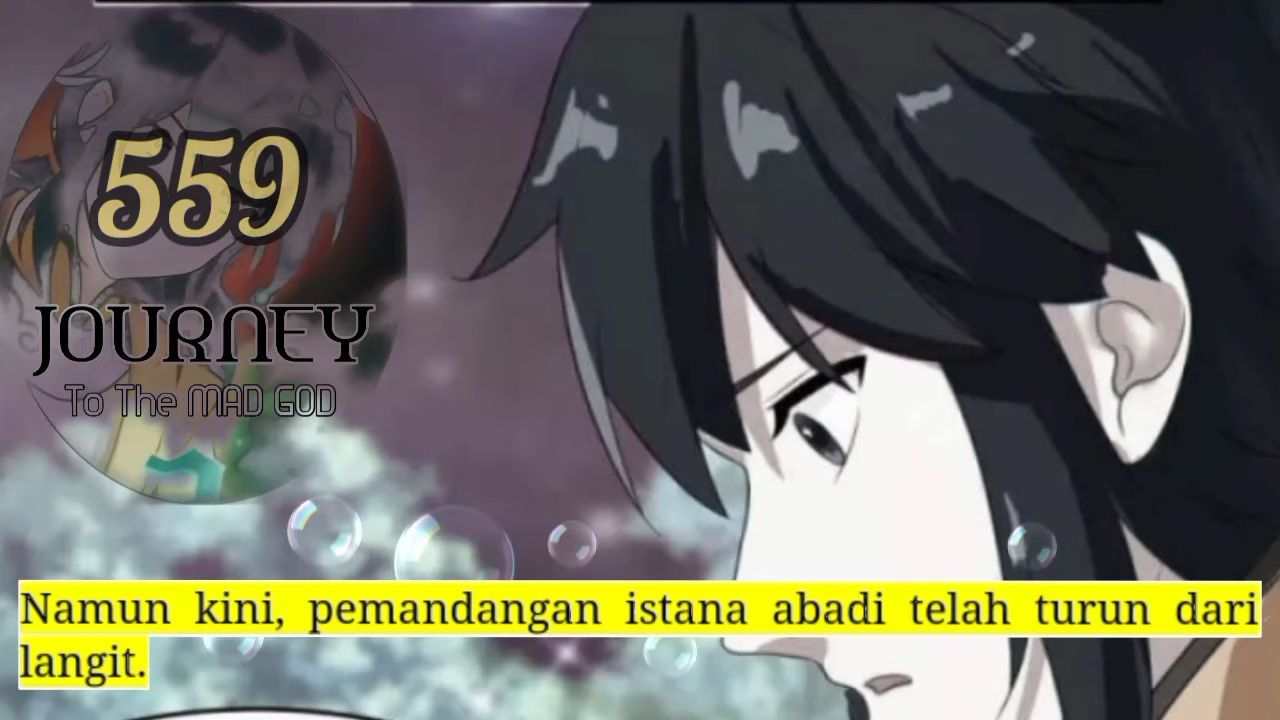 559
JOURNEY
To The MAD GOD
Namun kini, pemandangan istana abadi telah turun dari
langit.